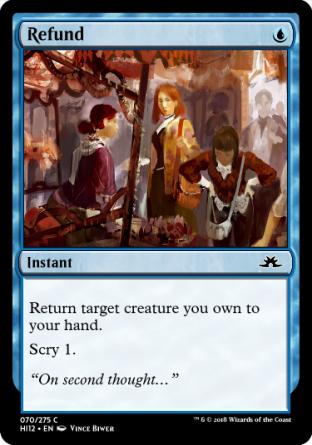 Refund
Instant
Return target creature you own to
your hand.
Scry 1.
“On second thought…”
070/275 C
HI12 • EN VINCE BIWER
™ & © 2018 Wizards of the Coast